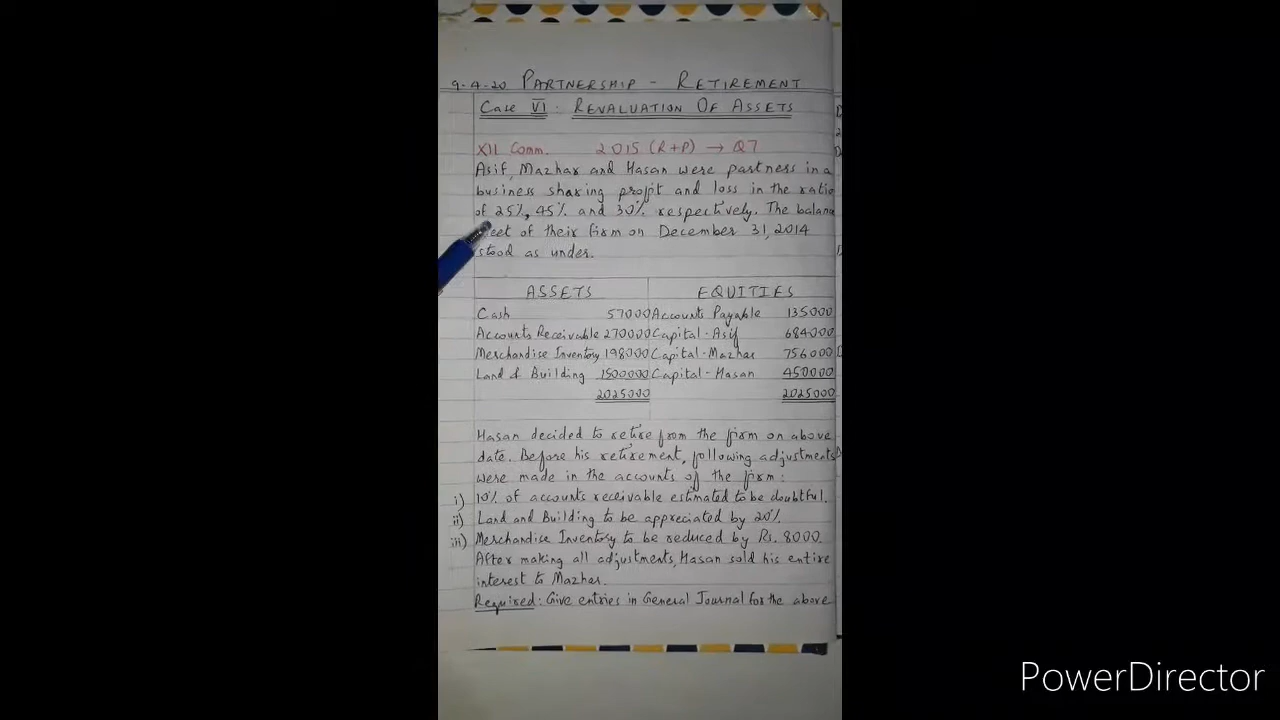 9-4-20 PARTNERSHIP - RETIREMENT
Case VI : REVALUATION OF ASSETS
XII Comm. 2015 (R+P) → Q7
Asif, Mazhar and Hasan were partners in a
business sharing profit and loss in the ratio
of 25%, 45% and 30% respectively. The balanc
eet of their firm on December 31, 2014
stood as under.
ASSETS EQUITIES
Cash 57000 Accounts Payable 135000
Accounts Receivable 270000 Capital-Asif 684000
Merchandise Inventory 198000 Capital-Mazhar 756000
Land & Building 1500000 Capital-Hasan 450000
2025000 2025000
Hasan decided to retire from the firm on above
date. Before his retirement, following adjustments
were made in the accounts of the firm:
i) 10% of accounts receivable estimated to be doubtful.
ii) Land and Building to be appreciated by 20%.
iii) Merchandise Inventory to be reduced by Rs. 8000.
After making all adjustments, Hasan sold his entire
interest to Mazhar.
Required: Give entries in General Journal for the above
PowerDirector